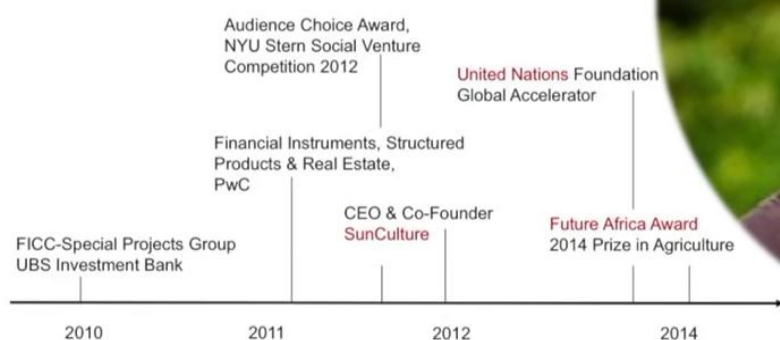 Audience Choice Award,
NYU Stern Social Venture
Competition 2012
United Nations Foundation
Global Accelerator
Financial Instruments, Structured
Products & Real Estate,
PwC
CEO & Co-Founder
SunCulture
Future Africa Award
2014 Prize in Agriculture
FICC-Special Projects Group
UBS Investment Bank
2010 2011 2012 2014